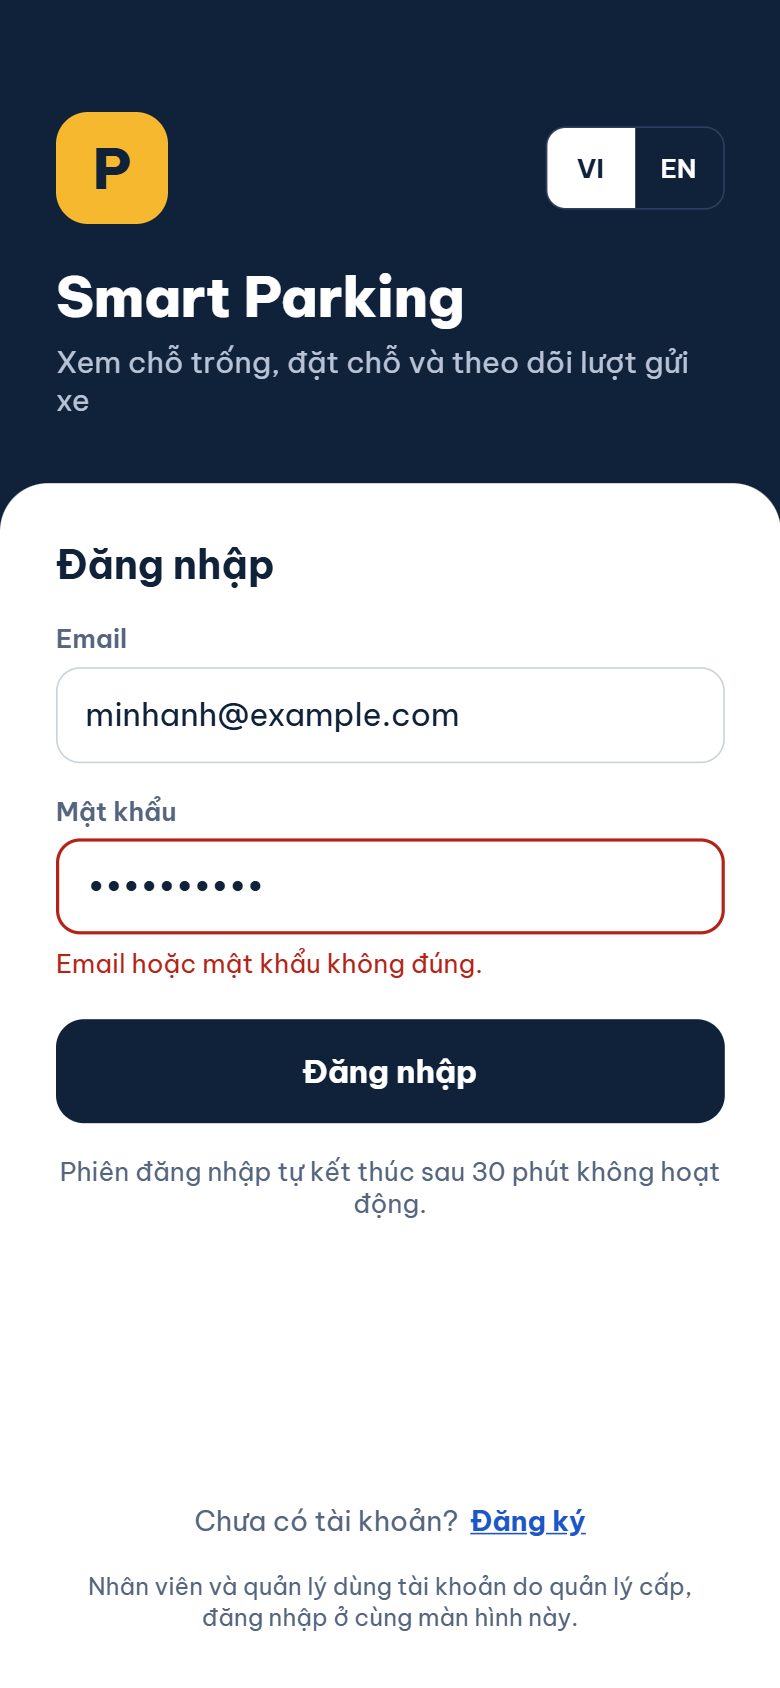 P
VI EN
Smart Parking
Xem chỗ trống, đặt chỗ và theo dõi lượt gửi
xe
Đăng nhập
Email
minhanh@example.com
Mật khẩu
••••••••••
Email hoặc mật khẩu không đúng.
Đăng nhập
Phiên đăng nhập tự kết thúc sau 30 phút không hoạt
động.
Chưa có tài khoản? Đăng ký
Nhân viên và quản lý dùng tài khoản do quản lý cấp,
đăng nhập ở cùng màn hình này.